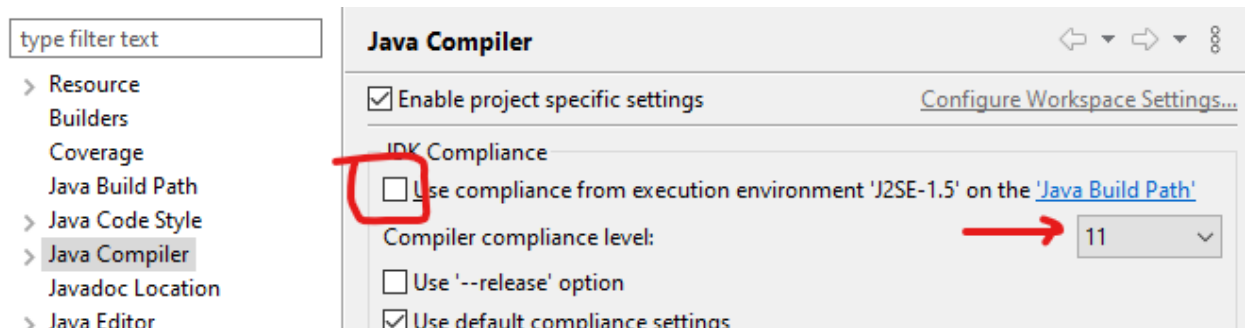 type filter text
Resource
Builders
Coverage
Java Build Path
Java Code Style
Java Compiler
Javadoc Location
Java Editor
Java Compiler
Enable project specific settings
Configure Workspace Settings...
JDK Compliance
Use compliance from execution environment 'J2SE-1.5' on the 'Java Build Path'
Compiler compliance level:
11
Use '--release' option
Use default compliance settings